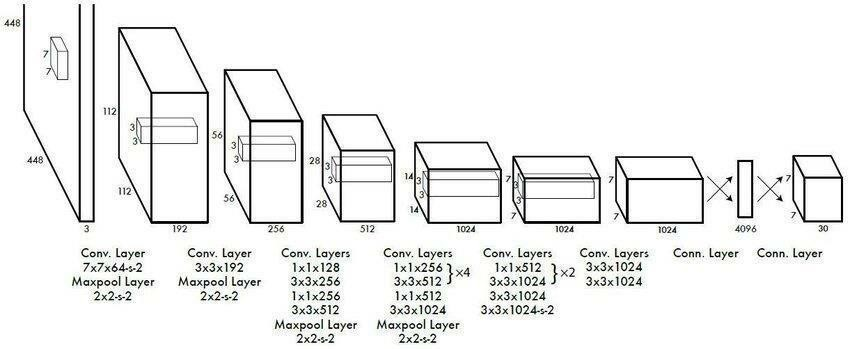 448
7
7
448
3
112
3
3
112
192
56
3
3
56
256
28
3
3
28
512
14
3
3
14
1024
7
3
3
7
1024
7
7
1024
4096
7
7
30
Conv. Layer
7x7x64-s-2
Maxpool Layer
2x2-s-2
Conv. Layer
3x3x192
Maxpool Layer
2x2-s-2
Conv. Layers
1x1x128
3x3x256
1x1x256
3x3x512
Maxpool Layer
2x2-s-2
Conv. Layers
1x1x256
3x3x512
}×4
1x1x512
3x3x1024
Maxpool Layer
2x2-s-2
Conv. Layers
1x1x512
3x3x1024
}×2
3x3x1024
3x3x1024-s-2
Conv. Layers
3x3x1024
3x3x1024
Conn. Layer
Conn. Layer